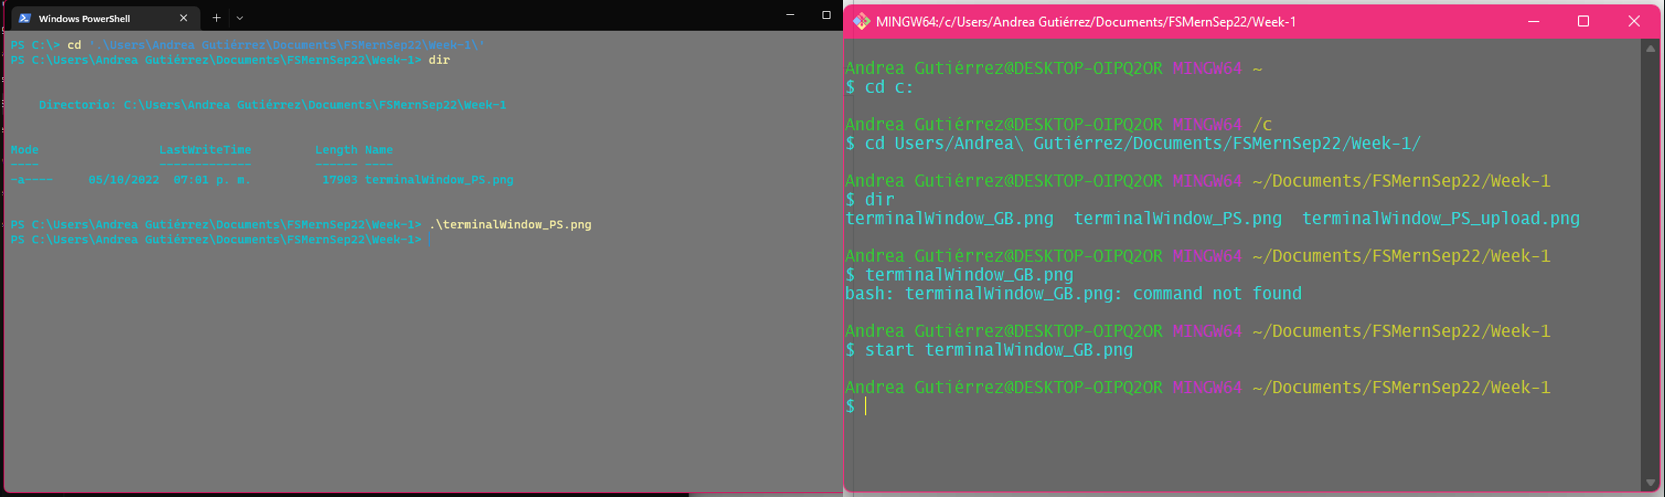 Windows PowerShell
PS C:\> cd '.\Users\Andrea Gutiérrez\Documents\FSMernSep22\Week-1\'
PS C:\Users\Andrea Gutiérrez\Documents\FSMernSep22\Week-1> dir
Directorio: C:\Users\Andrea Gutiérrez\Documents\FSMernSep22\Week-1
Mode LastWriteTime Length Name
---- ------------- ------ ----
-a---- 05/10/2022 07:01 p. m. 17903 terminalWindow_PS.png
PS C:\Users\Andrea Gutiérrez\Documents\FSMernSep22\Week-1> .\terminalWindow_PS.png
PS C:\Users\Andrea Gutiérrez\Documents\FSMernSep22\Week-1>
MINGW64:/c/Users/Andrea Gutiérrez/Documents/FSMernSep22/Week-1
Andrea Gutiérrez@DESKTOP-OIPQ2OR MINGW64 ~
$ cd c:
Andrea Gutiérrez@DESKTOP-OIPQ2OR MINGW64 /c
$ cd Users/Andrea\ Gutiérrez/Documents/FSMernSep22/Week-1/
Andrea Gutiérrez@DESKTOP-OIPQ2OR MINGW64 ~/Documents/FSMernSep22/Week-1
$ dir
terminalWindow_GB.png terminalWindow_PS.png terminalWindow_PS_upload.png
Andrea Gutiérrez@DESKTOP-OIPQ2OR MINGW64 ~/Documents/FSMernSep22/Week-1
$ terminalWindow_GB.png
bash: terminalWindow_GB.png: command not found
Andrea Gutiérrez@DESKTOP-OIPQ2OR MINGW64 ~/Documents/FSMernSep22/Week-1
$ start terminalWindow_GB.png
Andrea Gutiérrez@DESKTOP-OIPQ2OR MINGW64 ~/Documents/FSMernSep22/Week-1
$